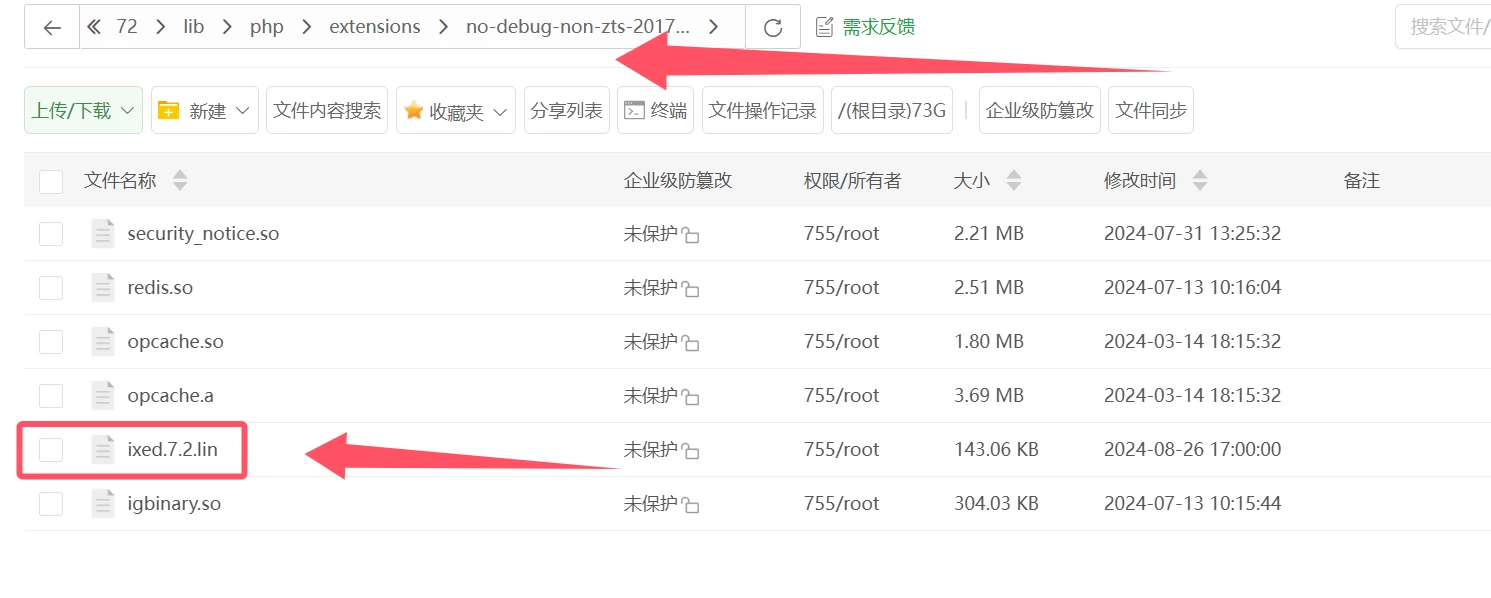 72 lib php extensions no-debug-non-zts-2017... 需求反馈 搜索文件/
上传/下载 新建 文件内容搜索 收藏夹 分享列表 终端 文件操作记录 /(根目录)73G 企业级防篡改 文件同步
文件名称 企业级防篡改 权限/所有者 大小 修改时间 备注
security_notice.so 未保护 755/root 2.21 MB 2024-07-31 13:25:32
redis.so 未保护 755/root 2.51 MB 2024-07-13 10:16:04
opcache.so 未保护 755/root 1.80 MB 2024-03-14 18:15:32
opcache.a 未保护 755/root 3.69 MB 2024-03-14 18:15:32
ixed.7.2.lin 未保护 755/root 143.06 KB 2024-08-26 17:00:00
igbinary.so 未保护 755/root 304.03 KB 2024-07-13 10:15:44